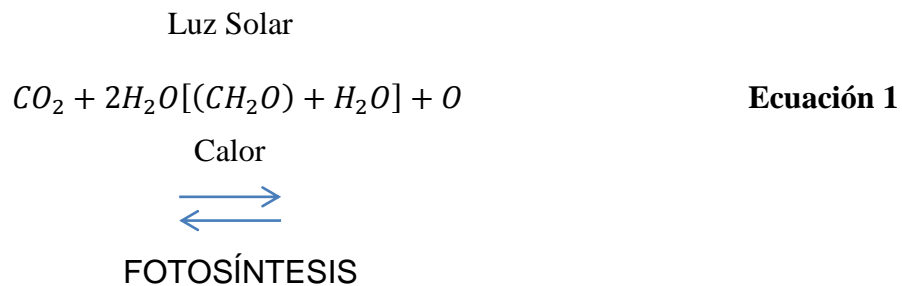 Luz Solar
𝐶𝑂₂ + 2𝐻₂𝑂[(𝐶𝐻₂𝑂) + 𝐻₂𝑂] + 𝑂 Ecuación 1
Calor
FOTOSÍNTESIS